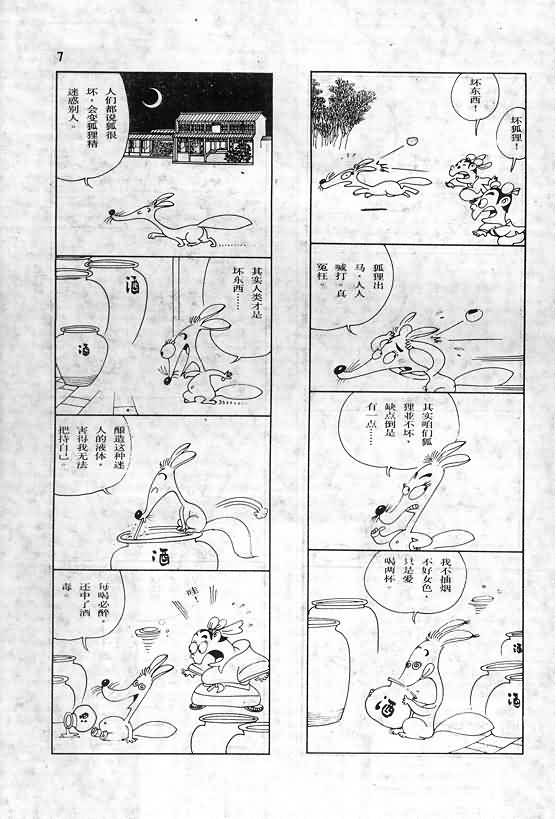 7
坏东西！
坏狐狸！
狐狸出
马，人人
喊打。真
冤枉。
其实咱们狐
狸並不坏，
缺点倒是
有一点……
我不抽烟
不好女色，
只是爱
喝两杯。
酒
酒
酒
人们都说狐很
坏，会变狐狸精
迷惑别人。
其实人类才是
坏东西……
酒
酒
酿造这种迷
人的液体，
害得我无法
把持自己。
酒
哇！
每喝必醉，
还中了酒
毒。